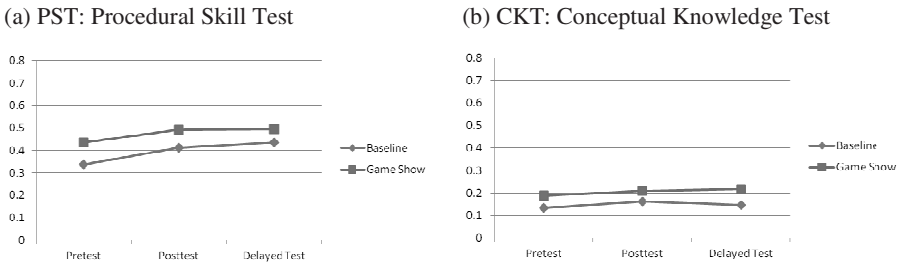 (a) PST: Procedural Skill Test
0.8
0.7
0.6
0.5
0.4
0.3
0.2
0.1
0
Pretest
Posttest
Delayed Test
Baseline
Game Show
(b) CKT: Conceptual Knowledge Test
0.8
0.7
0.6
0.5
0.4
0.3
0.2
0.1
0
Pretest
Posttest
Delayed Test
Baseline
Game Show